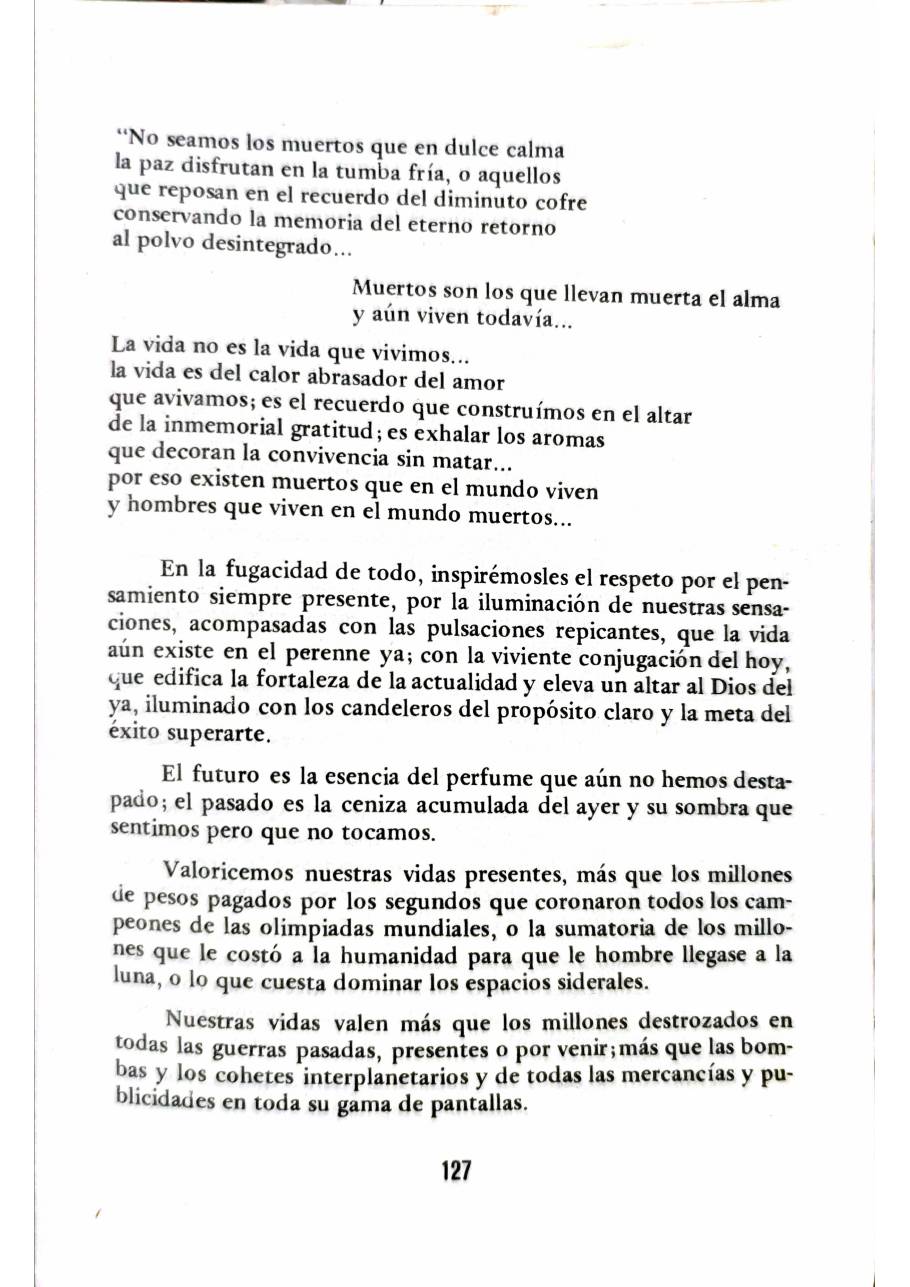 “No seamos los muertos que en dulce calma
la paz disfrutan en la tumba fría, o aquellos
que reposan en el recuerdo del diminuto cofre
conservando la memoria del eterno retorno
al polvo desintegrado...
Muertos son los que llevan muerta el alma
y aún viven todavía...
La vida no es la vida que vivimos...
la vida es del calor abrasador del amor
que avivamos; es el recuerdo que construímos en el altar
de la inmemorial gratitud; es exhalar los aromas
que decoran la convivencia sin matar...
por eso existen muertos que en el mundo viven
y hombres que viven en el mundo muertos...
En la fugacidad de todo, inspirémosles el respeto por el pen-
samiento siempre presente, por la iluminación de nuestras sensa-
ciones, acompasadas con las pulsaciones repicantes, que la vida
aún existe en el perenne ya; con la viviente conjugación del hoy,
que edifica la fortaleza de la actualidad y eleva un altar al Dios del
ya, iluminado con los candeleros del propósito claro y la meta del
éxito superarte.
El futuro es la esencia del perfume que aún no hemos desta-
pado; el pasado es la ceniza acumulada del ayer y su sombra que
sentimos pero que no tocamos.
Valoricemos nuestras vidas presentes, más que los millones
de pesos pagados por los segundos que coronaron todos los cam-
peones de las olimpiadas mundiales, o la sumatoria de los millo-
nes que le costó a la humanidad para que le hombre llegase a la
luna, o lo que cuesta dominar los espacios siderales.
Nuestras vidas valen más que los millones destrozados en
todas las guerras pasadas, presentes o por venir; más que las bom-
bas y los cohetes interplanetarios y de todas las mercancías y pu-
blicidades en toda su gama de pantallas.
127